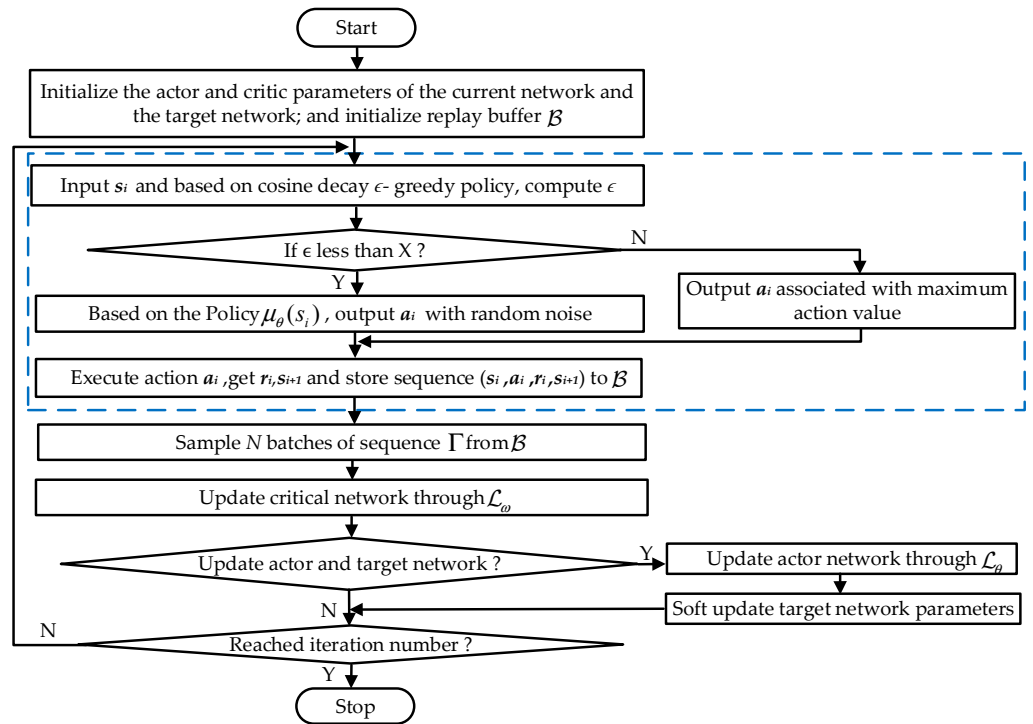 Start
Initialize the actor and critic parameters of the current network and
the target network; and initialize replay buffer ℬ
Input sᵢ and based on cosine decay ϵ- greedy policy, compute ϵ
If ϵ less than X ?
N
Y
Output aᵢ associated with maximum
action value
Based on the Policy μ_θ(s_i) , output aᵢ with random noise
Execute action aᵢ ,get rᵢ,sᵢ₊₁ and store sequence (sᵢ ,aᵢ ,rᵢ,sᵢ₊₁) to ℬ
Sample N batches of sequence Γ from ℬ
Update critical network through ℒ_ω
Update actor and target network ?
Y
Update actor network through ℒ_θ
N
Soft update target network parameters
N
Reached iteration number ?
Y
Stop